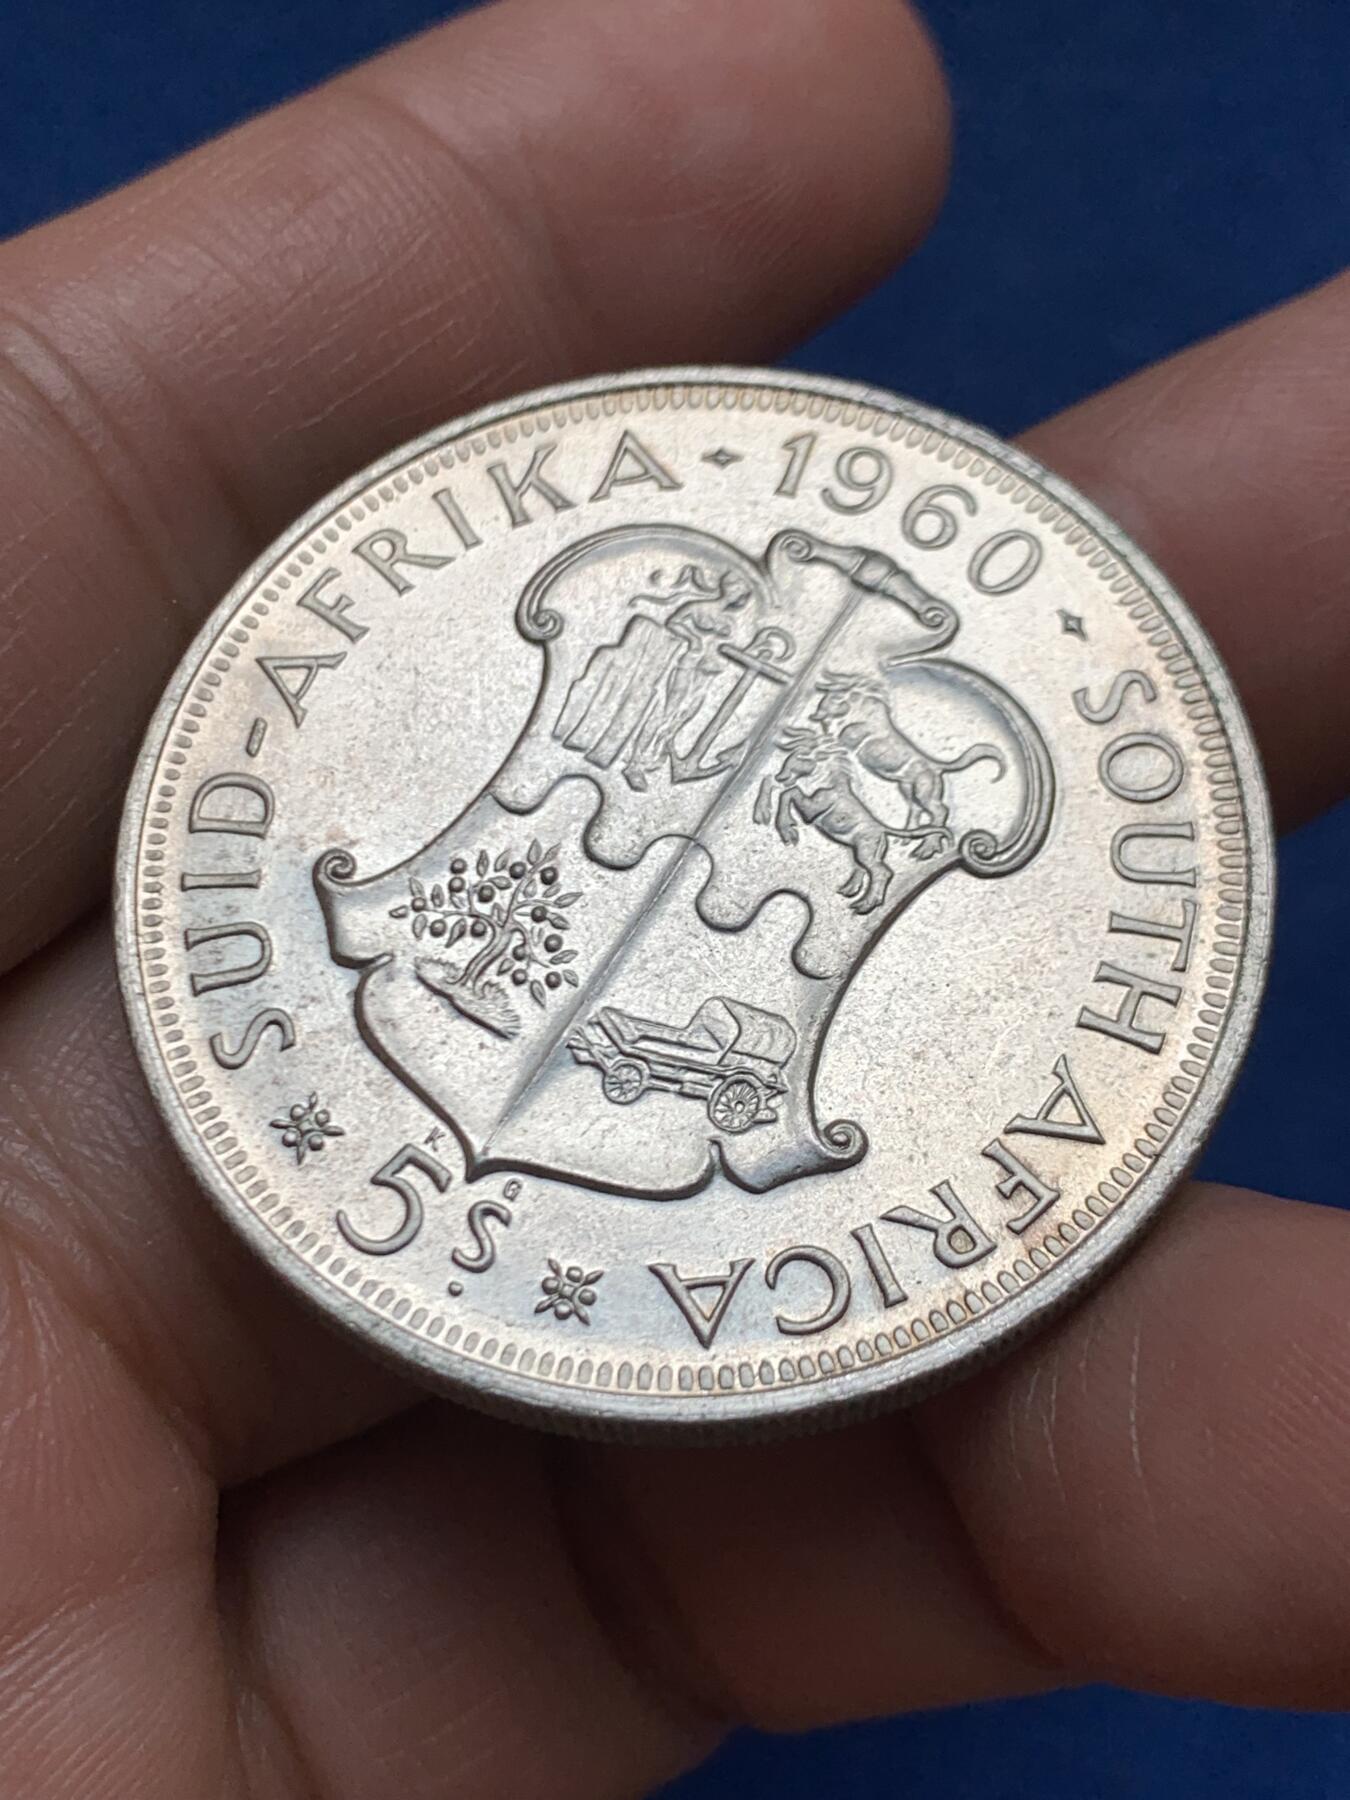 SUID-AFRIKA · 1960 · SOUTH AFRICA
5S.
K G